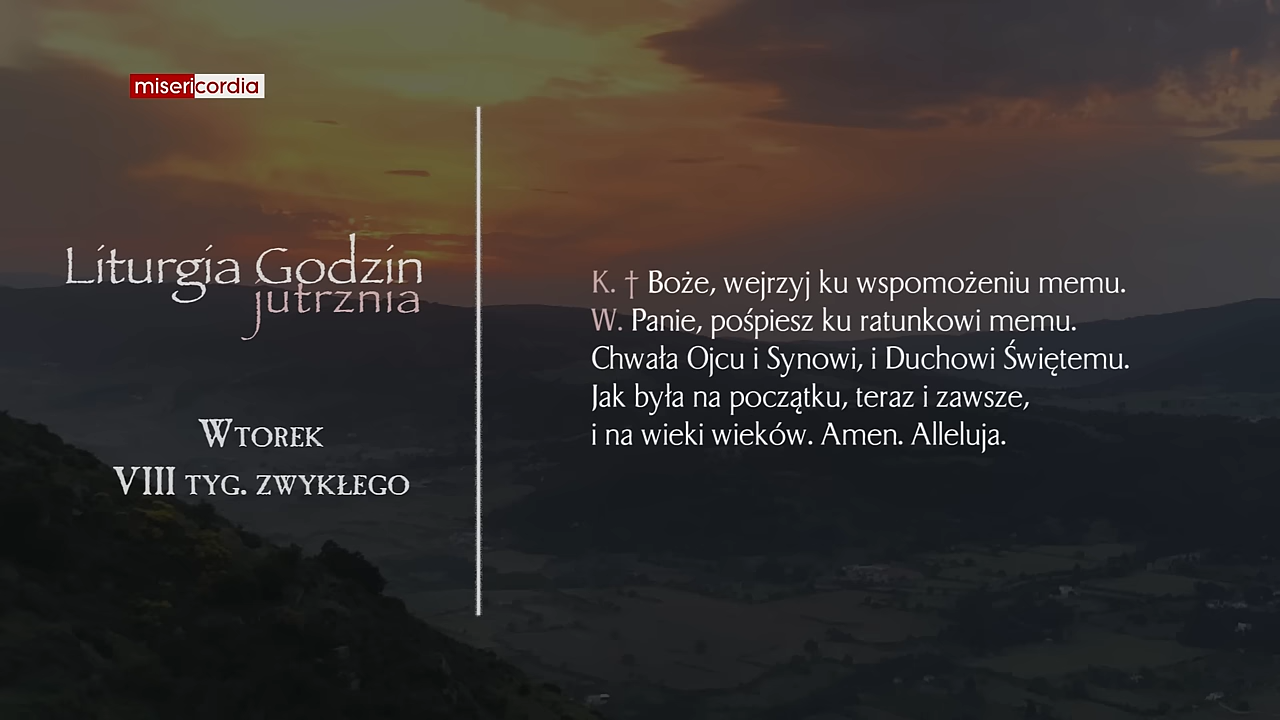 misericordia
Liturgia Godzin
jutrznia
Wtorek
VIII tyg. zwykłego
K. † Boże, wejrzyj ku wspomożeniu memu.
W. Panie, pośpiesz ku ratunkowi memu.
Chwała Ojcu i Synowi, i Duchowi Świętemu.
Jak była na początku, teraz i zawsze,
i na wieki wieków. Amen. Alleluja.